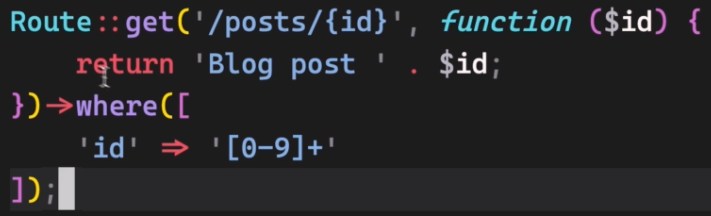 Route::get('/posts/{id}', function ($id) {
    return 'Blog post ' . $id;
})->where([
    'id' => '[0-9]+'
]);